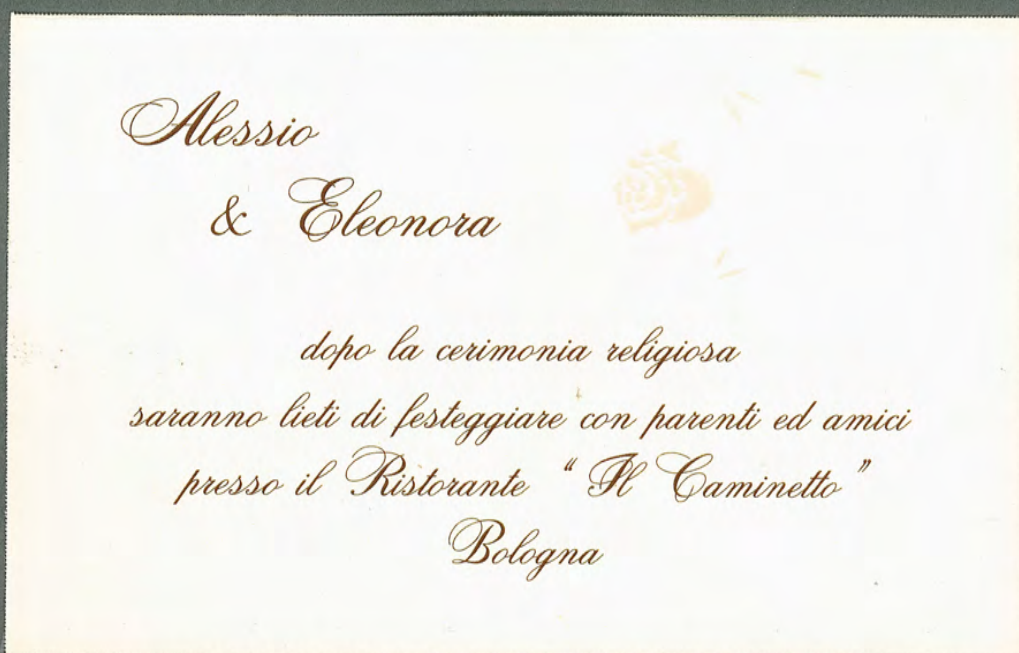 Alessio
& Eleonora
dopo la cerimonia religiosa
saranno lieti di festeggiare con parenti ed amici
presso il Ristorante “ Il Caminetto ”
Bologna